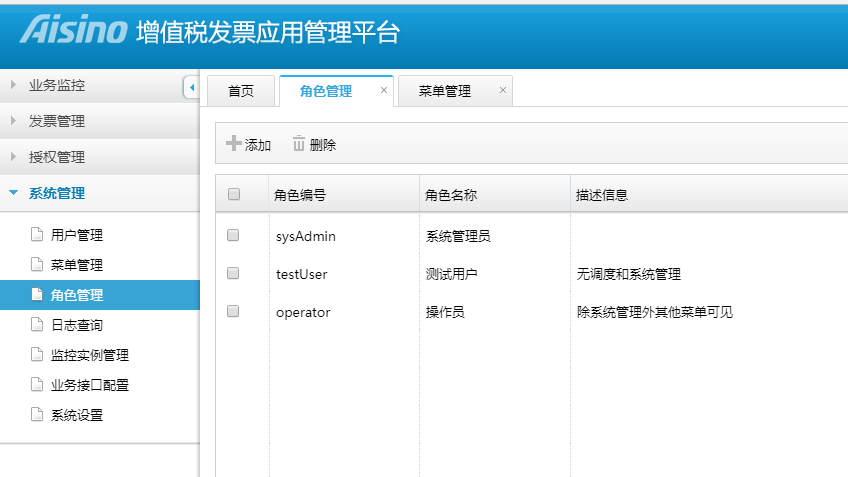 Aisino 增值税发票应用管理平台
业务监控
发票管理
授权管理
系统管理
用户管理
菜单管理
角色管理
日志查询
监控实例管理
业务接口配置
系统设置
首页 角色管理 × 菜单管理 ×
添加 删除
角色编号 角色名称 描述信息
sysAdmin 系统管理员
testUser 测试用户 无调度和系统管理
operator 操作员 除系统管理外其他菜单可见